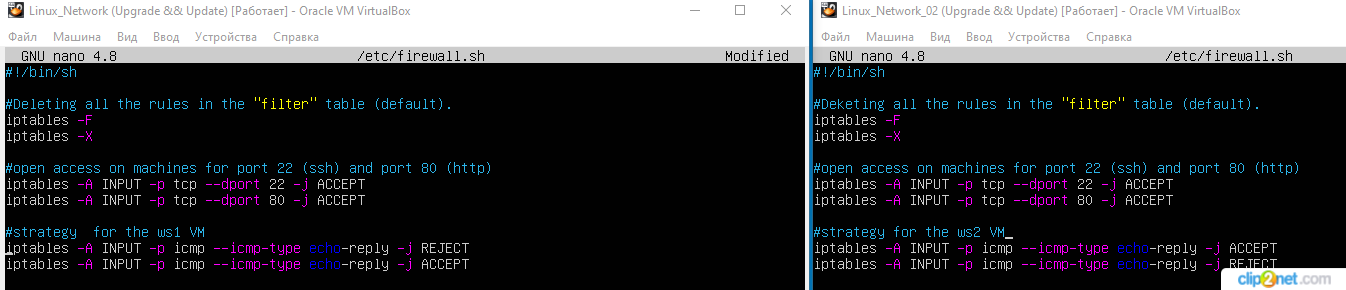 Linux_Network (Upgrade && Update) [Работает] - Oracle VM VirtualBox
Файл Машина Вид Ввод Устройства Справка
GNU nano 4.8 /etc/firewall.sh Modified
#!/bin/sh
#Deleting all the rules in the "filter" table (default).
iptables -F
iptables -X
#open access on machines for port 22 (ssh) and port 80 (http)
iptables -A INPUT -p tcp --dport 22 -j ACCEPT
iptables -A INPUT -p tcp --dport 80 -j ACCEPT
#strategy  for the ws1 VM
iptables -A INPUT -p icmp --icmp-type echo-reply -j REJECT
iptables -A INPUT -p icmp --icmp-type echo-reply -j ACCEPT
Linux_Network_02 (Upgrade && Update) [Работает] - Oracle VM VirtualBox
Файл Машина Вид Ввод Устройства Справка
GNU nano 4.8 /etc/firewall.sh
#!/bin/sh
#Deketing all the rules in the "filter" table (default).
iptables -F
iptables -X
#open access on machines for port 22 (ssh) and port 80 (http)
iptables -A INPUT -p tcp --dport 22 -j ACCEPT
iptables -A INPUT -p tcp --dport 80 -j ACCEPT
#strategy for the ws2 VM
iptables -A INPUT -p icmp --icmp-type echo-reply -j ACCEPT
iptables -A INPUT -p icmp --icmp-type echo-reply -j REJECT
clip2net.com